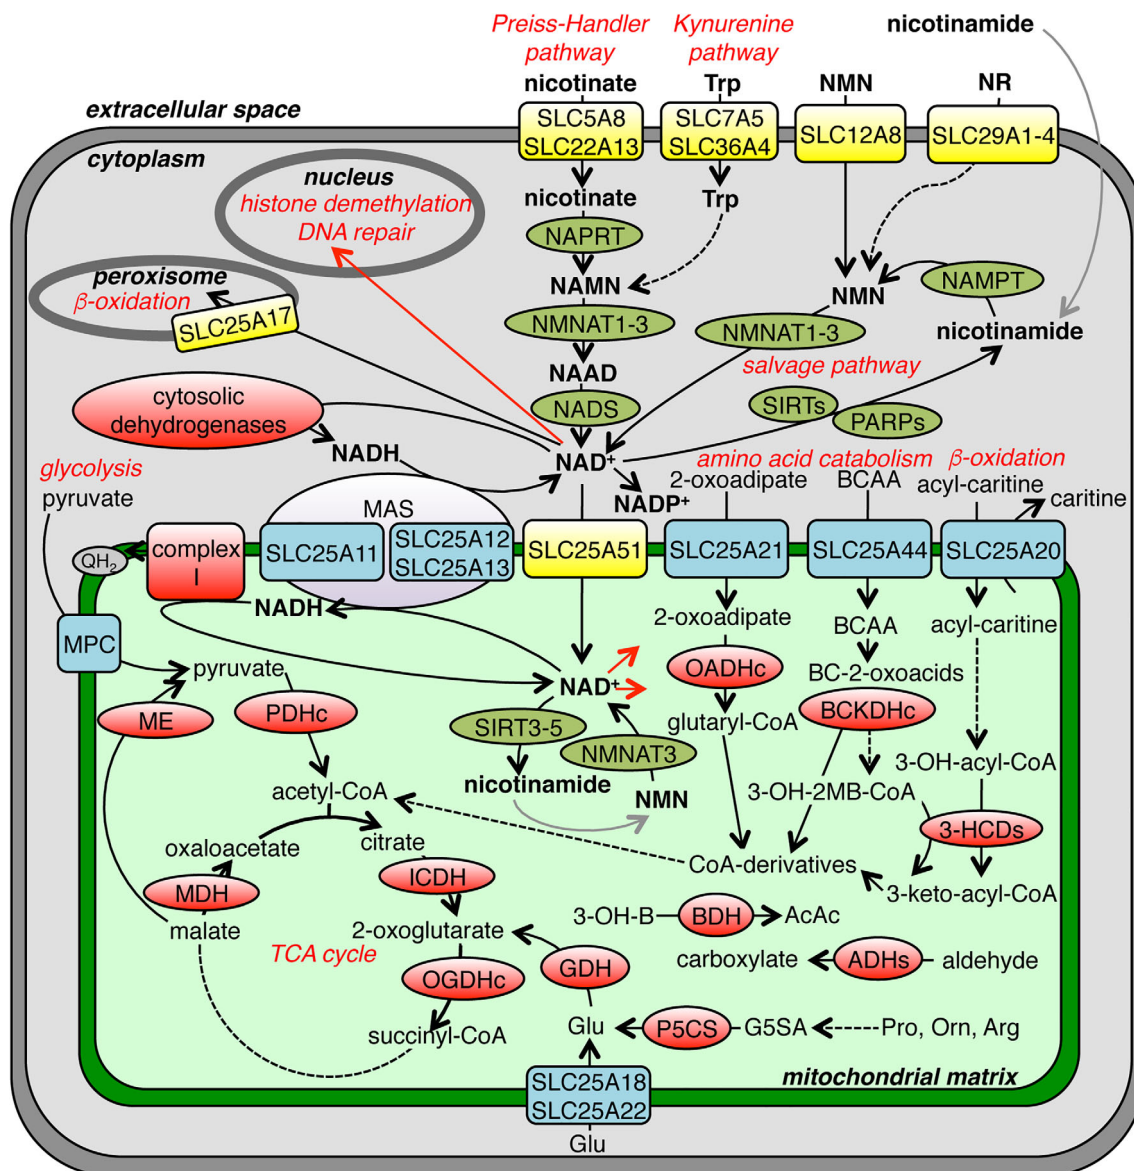 Preiss-Handler
pathway
Kynurenine
pathway
nicotinamide
nicotinate
Trp
NMN
NR
extracellular space
SLC5A8
SLC22A13
SLC7A5
SLC36A4
SLC12A8
SLC29A1-4
cytoplasm
nucleus
histone demethylation
DNA repair
nicotinate
Trp
NAPRT
peroxisome
β-oxidation
SLC25A17
NAMN
NMN
NAMPT
NMNAT1-3
NMNAT1-3
nicotinamide
salvage pathway
NAAD
cytosolic
dehydrogenases
NADS
SIRTs
PARPs
NADH
NAD+
glycolysis
pyruvate
amino acid catabolism
β-oxidation
2-oxoadipate
BCAA
acyl-caritine
caritine
NADP+
MAS
QH2
complex
I
SLC25A11
SLC25A12
SLC25A13
SLC25A51
SLC25A21
SLC25A44
SLC25A20
NADH
MPC
2-oxoadipate
BCAA
acyl-caritine
pyruvate
NAD+
OADHc
BC-2-oxoacids
ME
PDHc
SIRT3-5
NMNAT3
glutaryl-CoA
BCKDHc
nicotinamide
NMN
3-OH-acyl-CoA
acetyl-CoA
3-OH-2MB-CoA
oxaloacetate
citrate
3-HCDs
CoA-derivatives
MDH
ICDH
3-keto-acyl-CoA
3-OH-B
BDH
AcAc
malate
2-oxoglutarate
TCA cycle
OGDHc
GDH
carboxylate
ADHs
aldehyde
succinyl-CoA
Glu
P5CS
G5SA
Pro, Orn, Arg
mitochondrial matrix
SLC25A18
SLC25A22
Glu